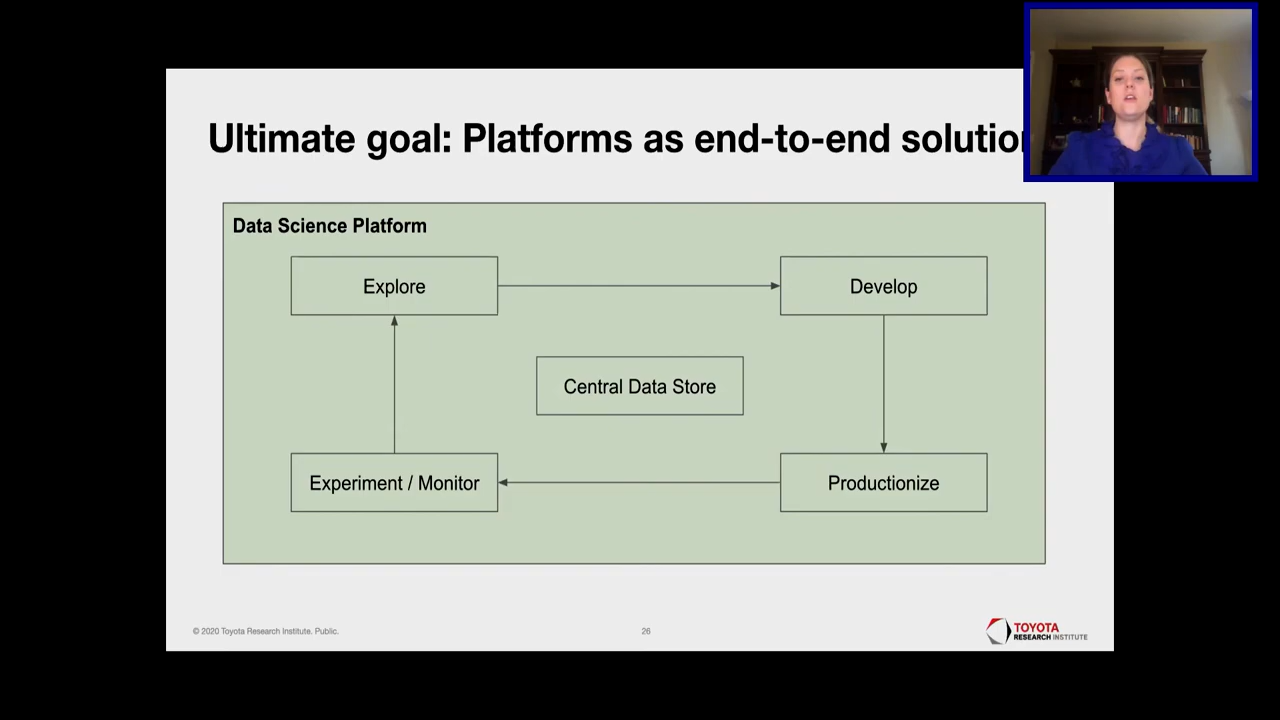 Ultimate goal: Platforms as end-to-end
Data Science Platform
Explore
Develop
Central Data Store
Experiment / Monitor
Productionize
© 2020 Toyota Research Institute. Public.
26
TOYOTA
RESEARCH INSTITUTE